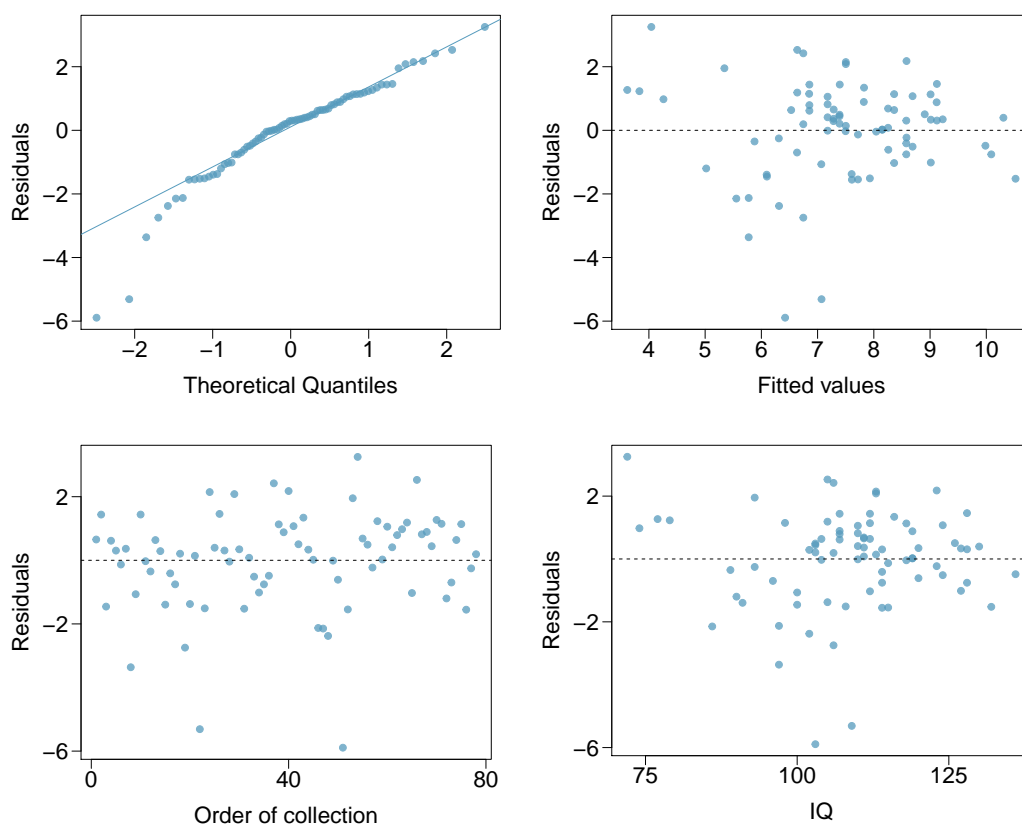 Residuals
2
0
−2
−4
−6
−2 −1 0 1 2
Theoretical Quantiles
Residuals
2
0
−2
−4
−6
4 5 6 7 8 9 10
Fitted values
Residuals
2
−2
−6
0 40 80
Order of collection
Residuals
2
−2
−6
75 100 125
IQ